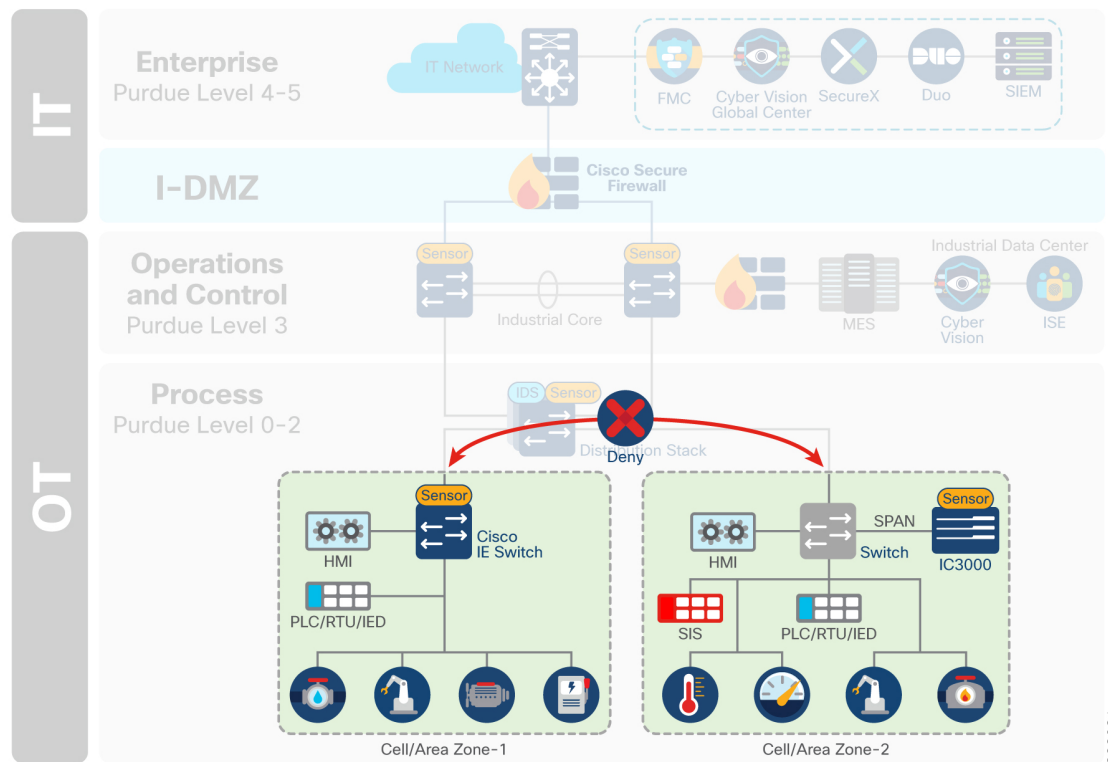 IT
Enterprise
Purdue Level 4-5
IT Network
FMC
Cyber Vision
Global Center
SecureX
DUO
Duo
SIEM
I-DMZ
Cisco Secure
Firewall
OT
Operations
and Control
Purdue Level 3
Sensor
Sensor
Industrial Core
Industrial Data Center
MES
Cyber
Vision
ISE
Process
Purdue Level 0-2
IDS
Sensor
Deny
Distribution Stack
Sensor
HMI
Cisco
IE Switch
PLC/RTU/IED
Cell/Area Zone-1
HMI
Switch
SPAN
Sensor
IC3000
SIS
PLC/RTU/IED
Cell/Area Zone-2